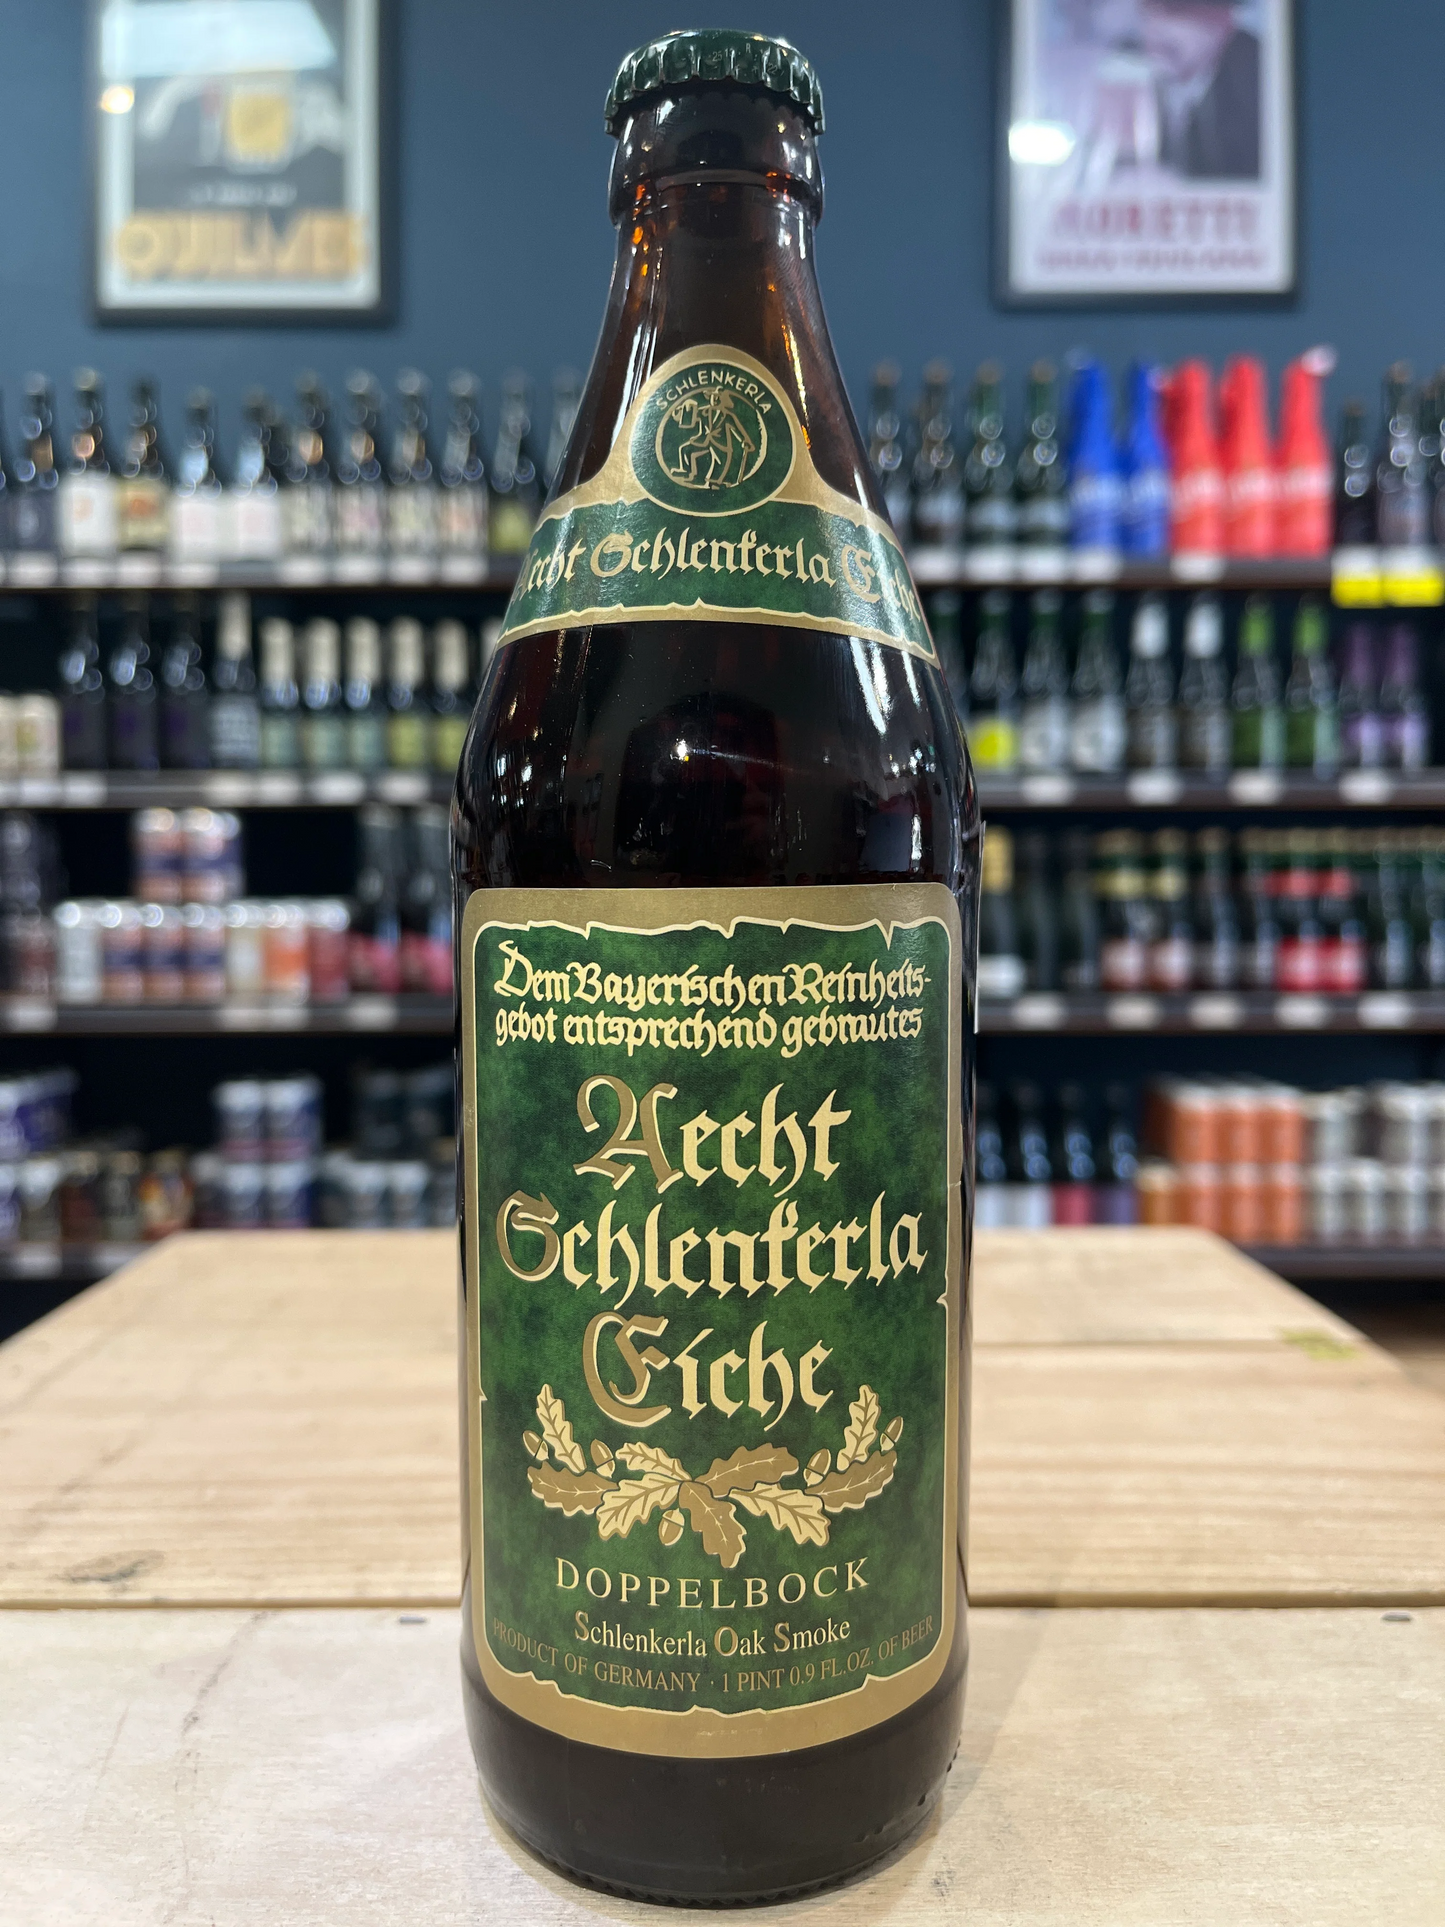 QUILMES
SCHLENKERLA
Aecht Schlenkerla Eiche
Dem Bayerischen Reinheits-
gebot entsprechend gebrautes
Aecht
Schlenkerla
Eiche
DOPPELBOCK
Schlenkerla Oak Smoke
PRODUCT OF GERMANY · 1 PINT 0.9 FL.OZ. OF BEER